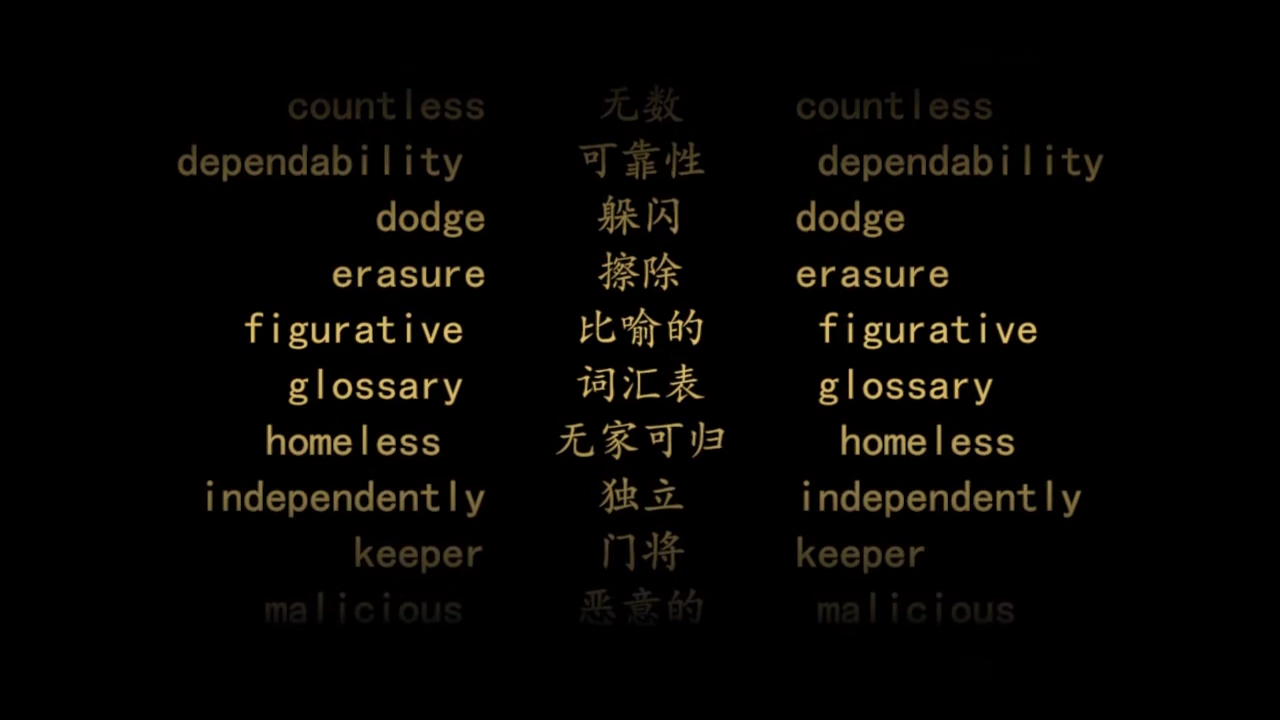 countless 无数 countless
dependability 可靠性 dependability
dodge 躲闪 dodge
erasure 擦除 erasure
figurative 比喻的 figurative
glossary 词汇表 glossary
homeless 无家可归 homeless
independently 独立 independently
keeper 门将 keeper
malicious 恶意的 malicious